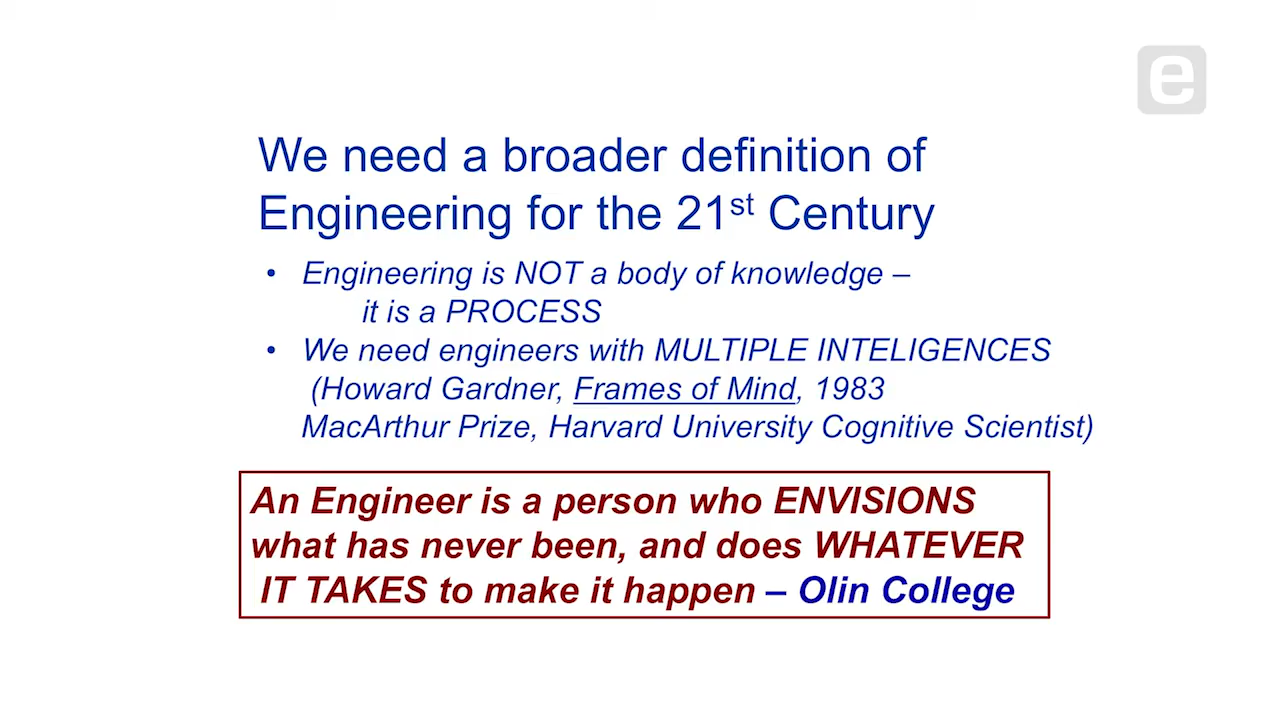 e
We need a broader definition of
Engineering for the 21st Century
• Engineering is NOT a body of knowledge –
it is a PROCESS
• We need engineers with MULTIPLE INTELIGENCES
(Howard Gardner, Frames of Mind, 1983
MacArthur Prize, Harvard University Cognitive Scientist)
An Engineer is a person who ENVISIONS
what has never been, and does WHATEVER
IT TAKES to make it happen – Olin College